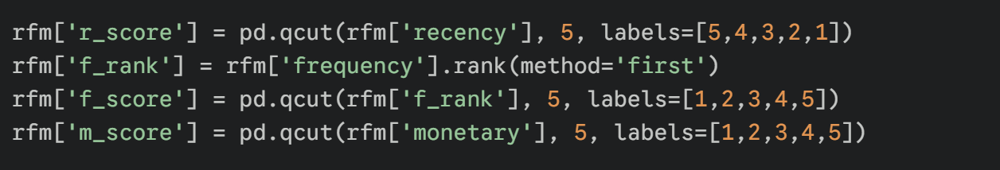 rfm['r_score'] = pd.qcut(rfm['recency'], 5, labels=[5,4,3,2,1])
rfm['f_rank'] = rfm['frequency'].rank(method='first')
rfm['f_score'] = pd.qcut(rfm['f_rank'], 5, labels=[1,2,3,4,5])
rfm['m_score'] = pd.qcut(rfm['monetary'], 5, labels=[1,2,3,4,5])